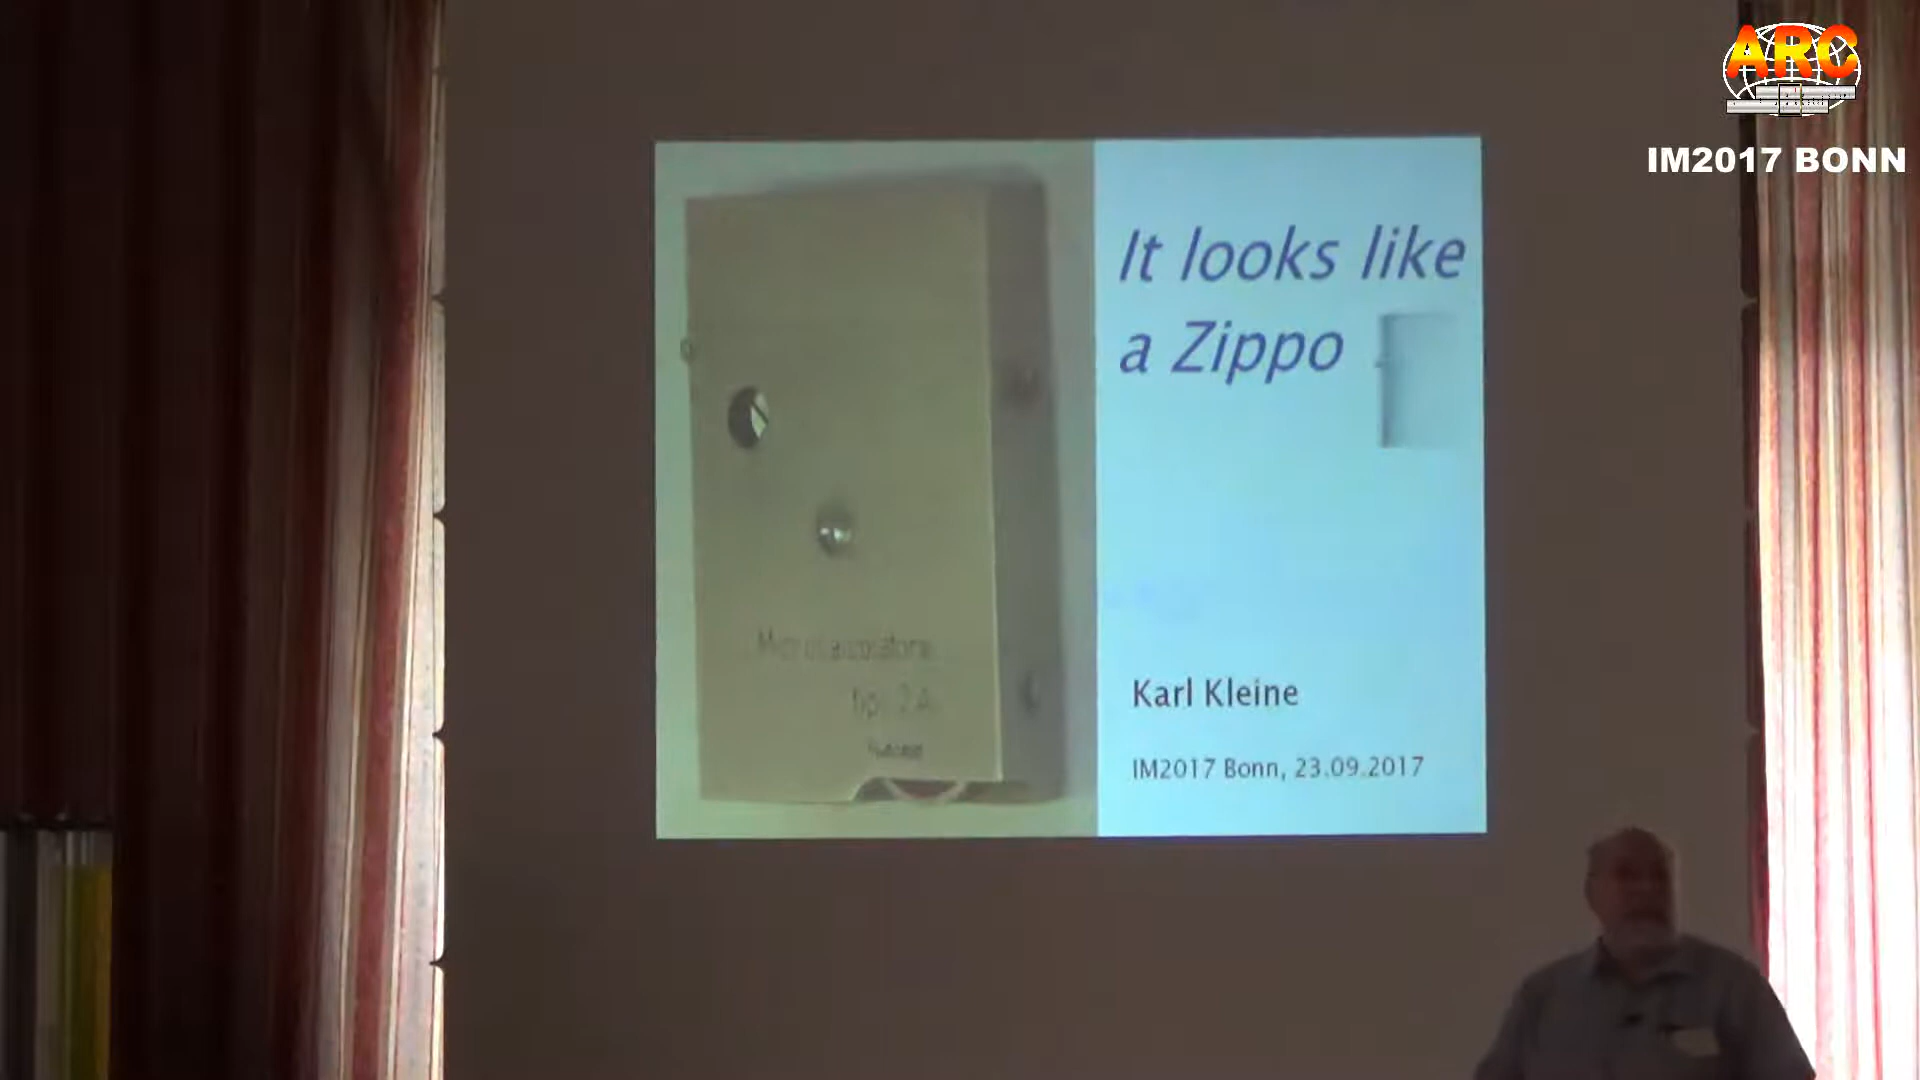 ARC
IM2017 BONN
It looks like
a Zippo
Karl Kleine
IM2017 Bonn, 23.09.2017